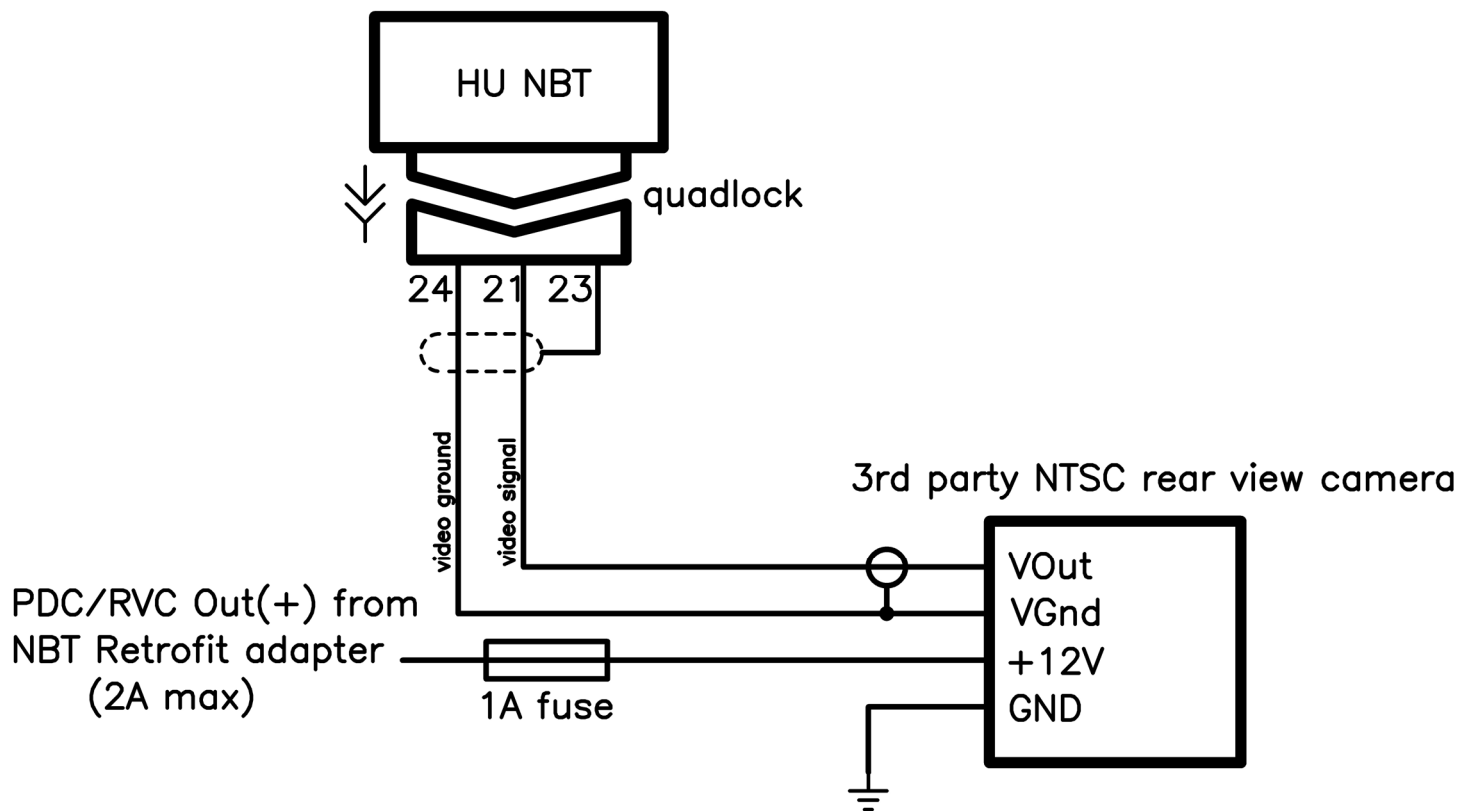 HU NBT
quadlock
24 21 23
video ground
video signal
3rd party NTSC rear view camera
VOut
VGnd
+12V
GND
PDC/RVC Out(+) from
NBT Retrofit adapter
(2A max)
1A fuse